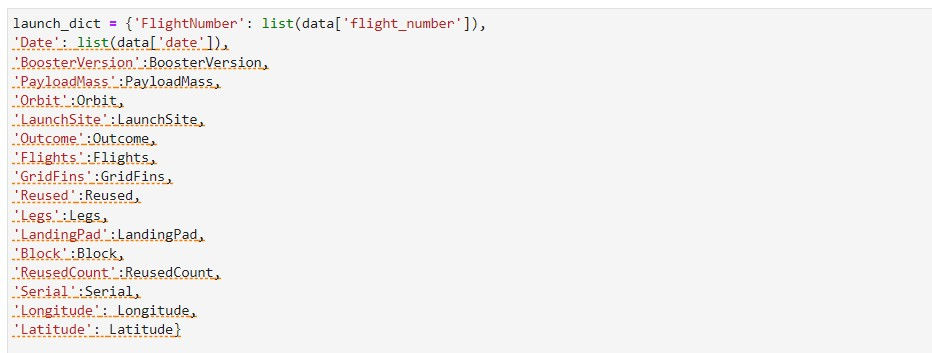 launch_dict = {'FlightNumber': list(data['flight_number']),
'Date': list(data['date']),
'BoosterVersion':BoosterVersion,
'PayloadMass':PayloadMass,
'Orbit':Orbit,
'LaunchSite':LaunchSite,
'Outcome':Outcome,
'Flights':Flights,
'GridFins':GridFins,
'Reused':Reused,
'Legs':Legs,
'LandingPad':LandingPad,
'Block':Block,
'ReusedCount':ReusedCount,
'Serial':Serial,
'Longitude': Longitude,
'Latitude': Latitude}